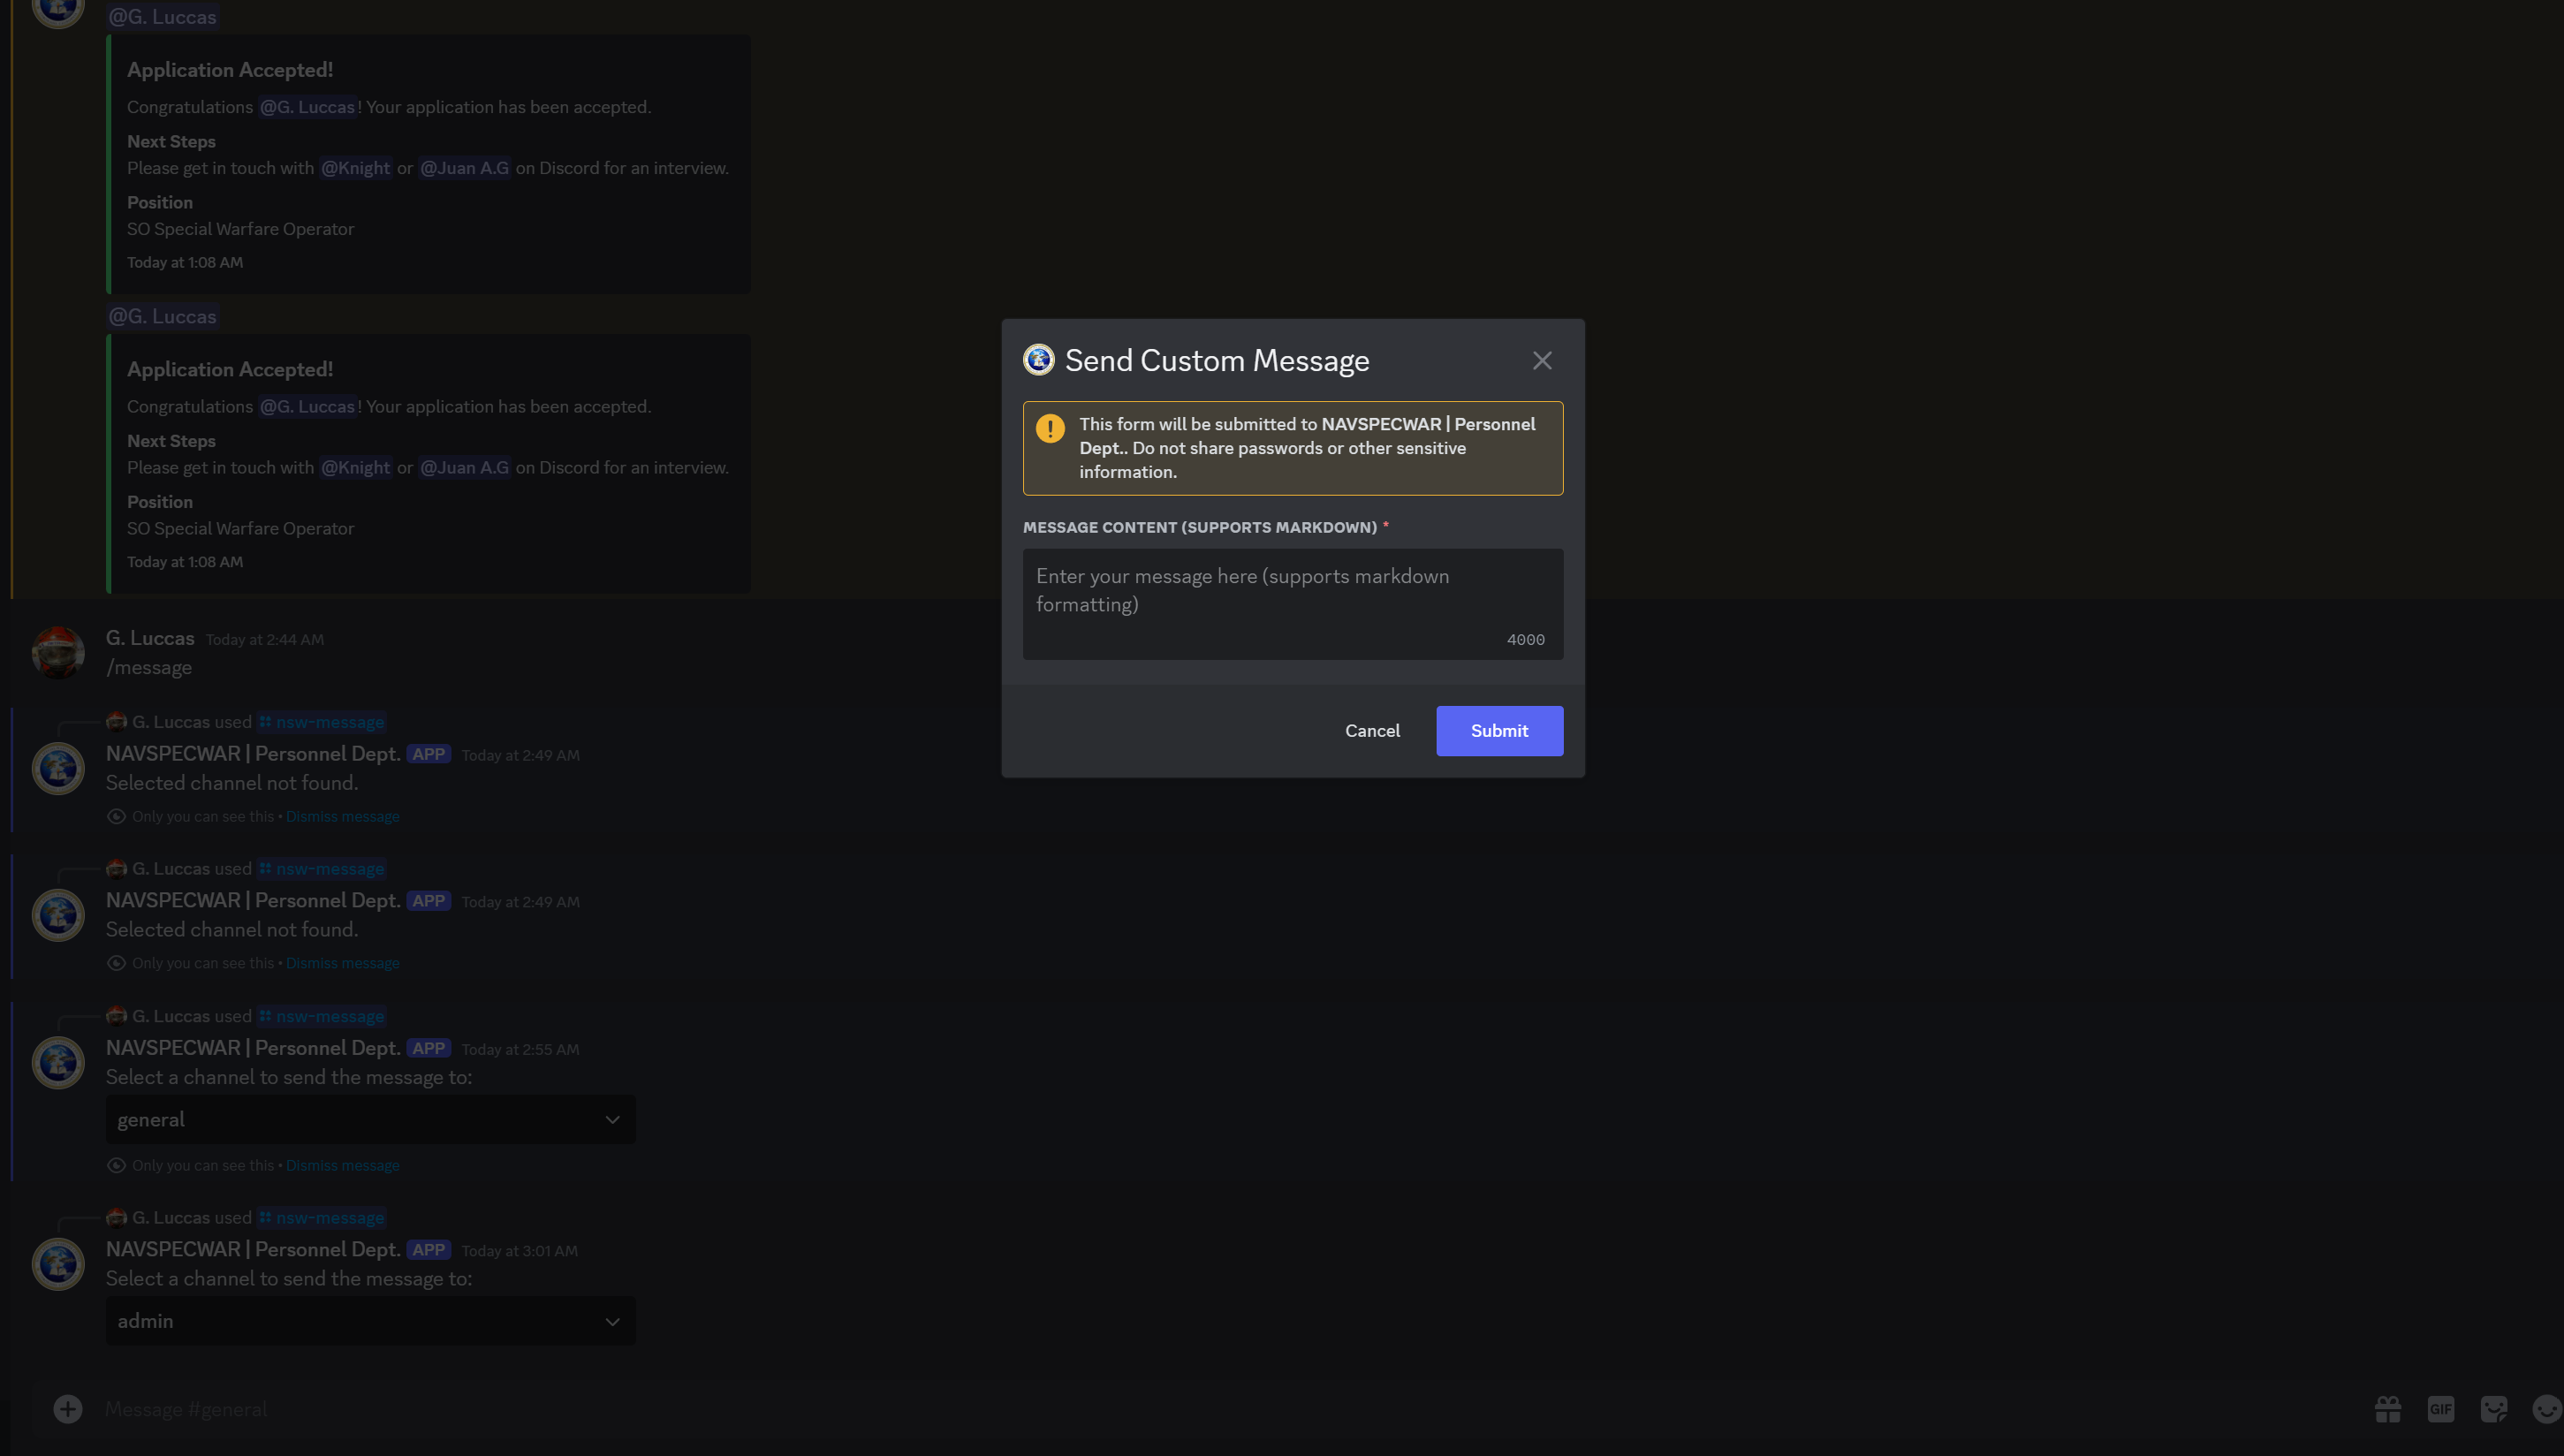 @G. Luccas
Application Accepted!
Congratulations @G. Luccas! Your application has been accepted.
Next Steps
Please get in touch with @Knight or @Juan A.G on Discord for an interview.
Position
SO Special Warfare Operator
Today at 1:08 AM
@G. Luccas
Application Accepted!
Congratulations @G. Luccas! Your application has been accepted.
Next Steps
Please get in touch with @Knight or @Juan A.G on Discord for an interview.
Position
SO Special Warfare Operator
Today at 1:08 AM
G. Luccas Today at 2:44 AM
/message
G. Luccas used nsw-message
NAVSPECWAR | Personnel Dept. APP Today at 2:49 AM
Selected channel not found.
Only you can see this • Dismiss message
G. Luccas used nsw-message
NAVSPECWAR | Personnel Dept. APP Today at 2:49 AM
Selected channel not found.
Only you can see this • Dismiss message
G. Luccas used nsw-message
NAVSPECWAR | Personnel Dept. APP Today at 2:55 AM
Select a channel to send the message to:
general
Only you can see this • Dismiss message
G. Luccas used nsw-message
NAVSPECWAR | Personnel Dept. APP Today at 3:01 AM
Select a channel to send the message to:
admin
Message #general
GIF
Send Custom Message
This form will be submitted to NAVSPECWAR | Personnel
Dept.. Do not share passwords or other sensitive
information.
MESSAGE CONTENT (SUPPORTS MARKDOWN) *
Enter your message here (supports markdown
formatting)
4000
Cancel
Submit